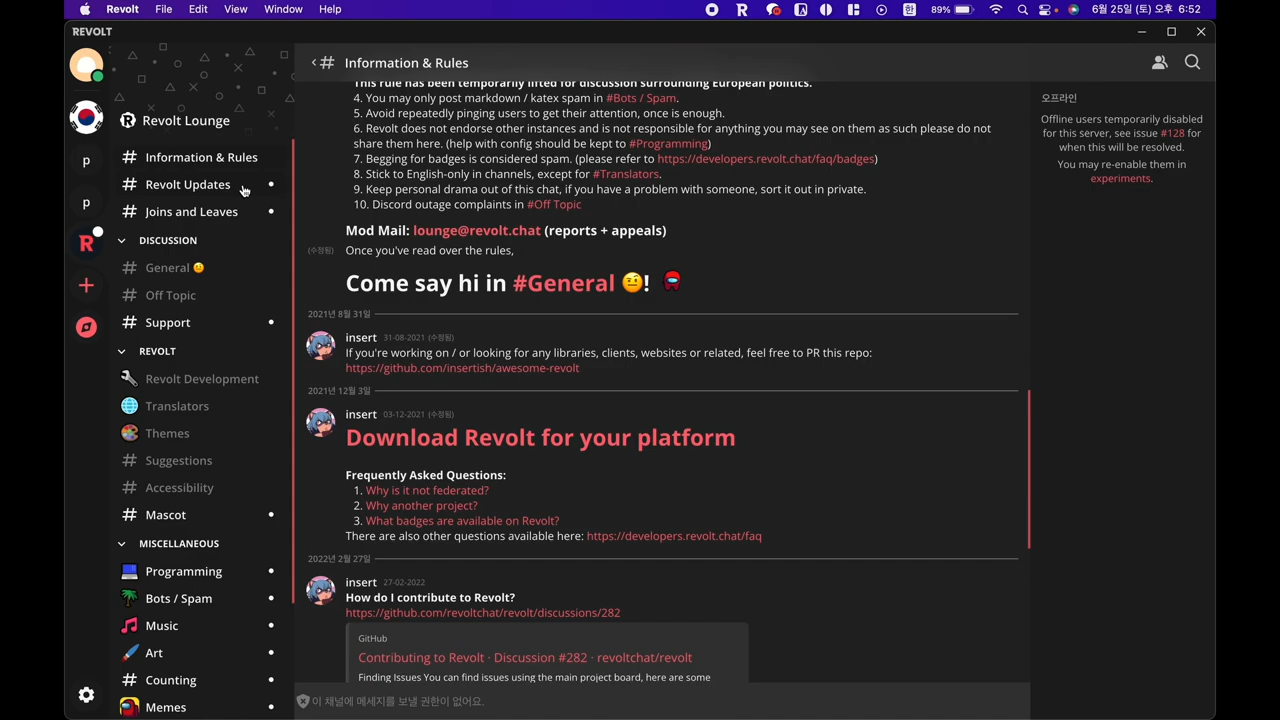 Revolt File Edit View Window Help
한 89% 6월 25일 (토) 오후 6:52
REVOLT
Revolt Lounge
Information & Rules
Revolt Updates
Joins and Leaves
DISCUSSION
General
Off Topic
Support
REVOLT
Revolt Development
Translators
Themes
Suggestions
Accessibility
Mascot
MISCELLANEOUS
Programming
Bots / Spam
Music
Art
Counting
Memes
p
p
Information & Rules
This rule has been temporarily lifted for discussion surrounding European politics.
4. You may only post markdown / katex spam in #Bots / Spam.
5. Avoid repeatedly pinging users to get their attention, once is enough.
6. Revolt does not endorse other instances and is not responsible for anything you may see on them as such please do not
share them here. (help with config should be kept to #Programming)
7. Begging for badges is considered spam. (please refer to https://developers.revolt.chat/faq/badges)
8. Stick to English-only in channels, except for #Translators.
9. Keep personal drama out of this chat, if you have a problem with someone, sort it out in private.
10. Discord outage complaints in #Off Topic
Mod Mail: lounge@revolt.chat (reports + appeals)
(수정됨) Once you've read over the rules,
Come say hi in #General 🤨!
2021년 8월 31일
insert 31-08-2021 (수정됨)
If you're working on / or looking for any libraries, clients, websites or related, feel free to PR this repo:
https://github.com/insertish/awesome-revolt
2021년 12월 3일
insert 03-12-2021 (수정됨)
Download Revolt for your platform
Frequently Asked Questions:
1. Why is it not federated?
2. Why another project?
3. What badges are available on Revolt?
There are also other questions available here: https://developers.revolt.chat/faq
2022년 2월 27일
insert 27-02-2022
How do I contribute to Revolt?
https://github.com/revoltchat/revolt/discussions/282
GitHub
Contributing to Revolt · Discussion #282 · revoltchat/revolt
Finding Issues You can find issues using the main project board, here are some
이 채널에 메세지를 보낼 권한이 없어요.
오프라인
Offline users temporarily disabled
for this server, see issue #128
when this will be resolved.
You may re-enable them in
experiments.